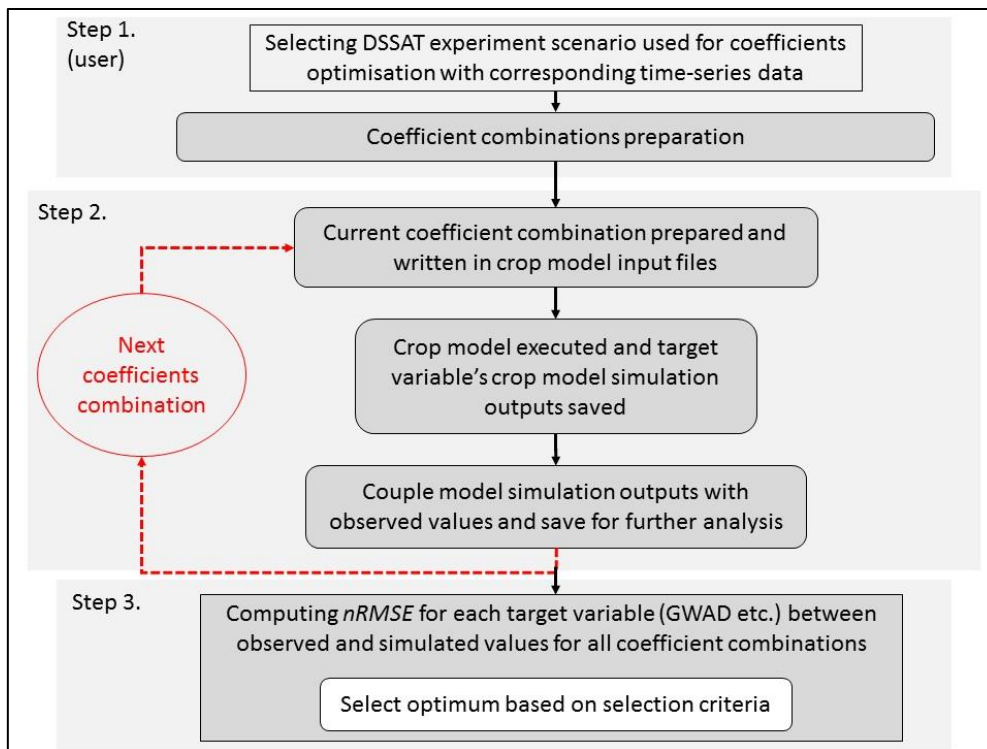 Step 1.
(user)
Selecting DSSAT experiment scenario used for coefficients
optimisation with corresponding time-series data
Coefficient combinations preparation
Step 2.
Current coefficient combination prepared and
written in crop model input files
Next
coefficients
combination
Crop model executed and target
variable's crop model simulation
outputs saved
Couple model simulation outputs with
observed values and save for further analysis
Step 3.
Computing nRMSE for each target variable (GWAD etc.) between
observed and simulated values for all coefficient combinations
Select optimum based on selection criteria